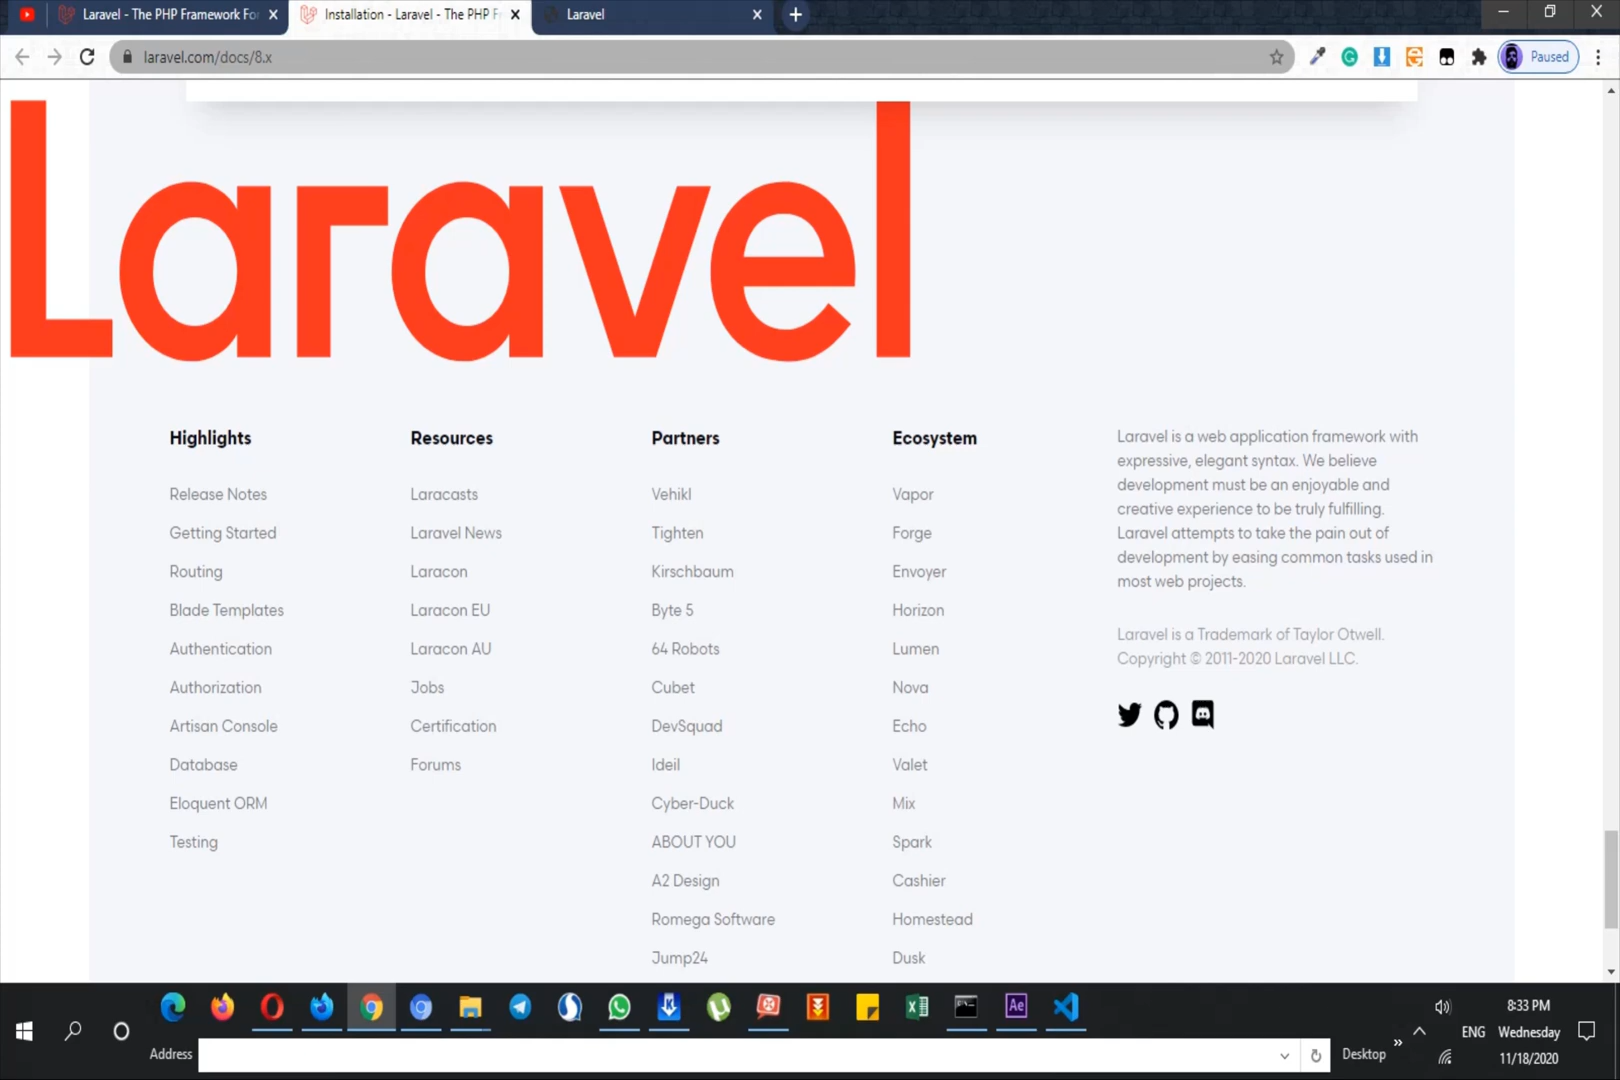 Laravel - The PHP Framework For
Installation - Laravel - The PHP Fr
Laravel
laravel.com/docs/8.x
Paused
Laravel
Highlights
Release Notes
Getting Started
Routing
Blade Templates
Authentication
Authorization
Artisan Console
Database
Eloquent ORM
Testing
Resources
Laracasts
Laravel News
Laracon
Laracon EU
Laracon AU
Jobs
Certification
Forums
Partners
Vehikl
Tighten
Kirschbaum
Byte 5
64 Robots
Cubet
DevSquad
Ideil
Cyber-Duck
ABOUT YOU
A2 Design
Romega Software
Jump24
Ecosystem
Vapor
Forge
Envoyer
Horizon
Lumen
Nova
Echo
Valet
Mix
Spark
Cashier
Homestead
Dusk
Laravel is a web application framework with
expressive, elegant syntax. We believe
development must be an enjoyable and
creative experience to be truly fulfilling.
Laravel attempts to take the pain out of
development by easing common tasks used in
most web projects.
Laravel is a Trademark of Taylor Otwell.
Copyright © 2011-2020 Laravel LLC.
Ae
8:33 PM
ENG
Wednesday
11/18/2020
Address
Desktop